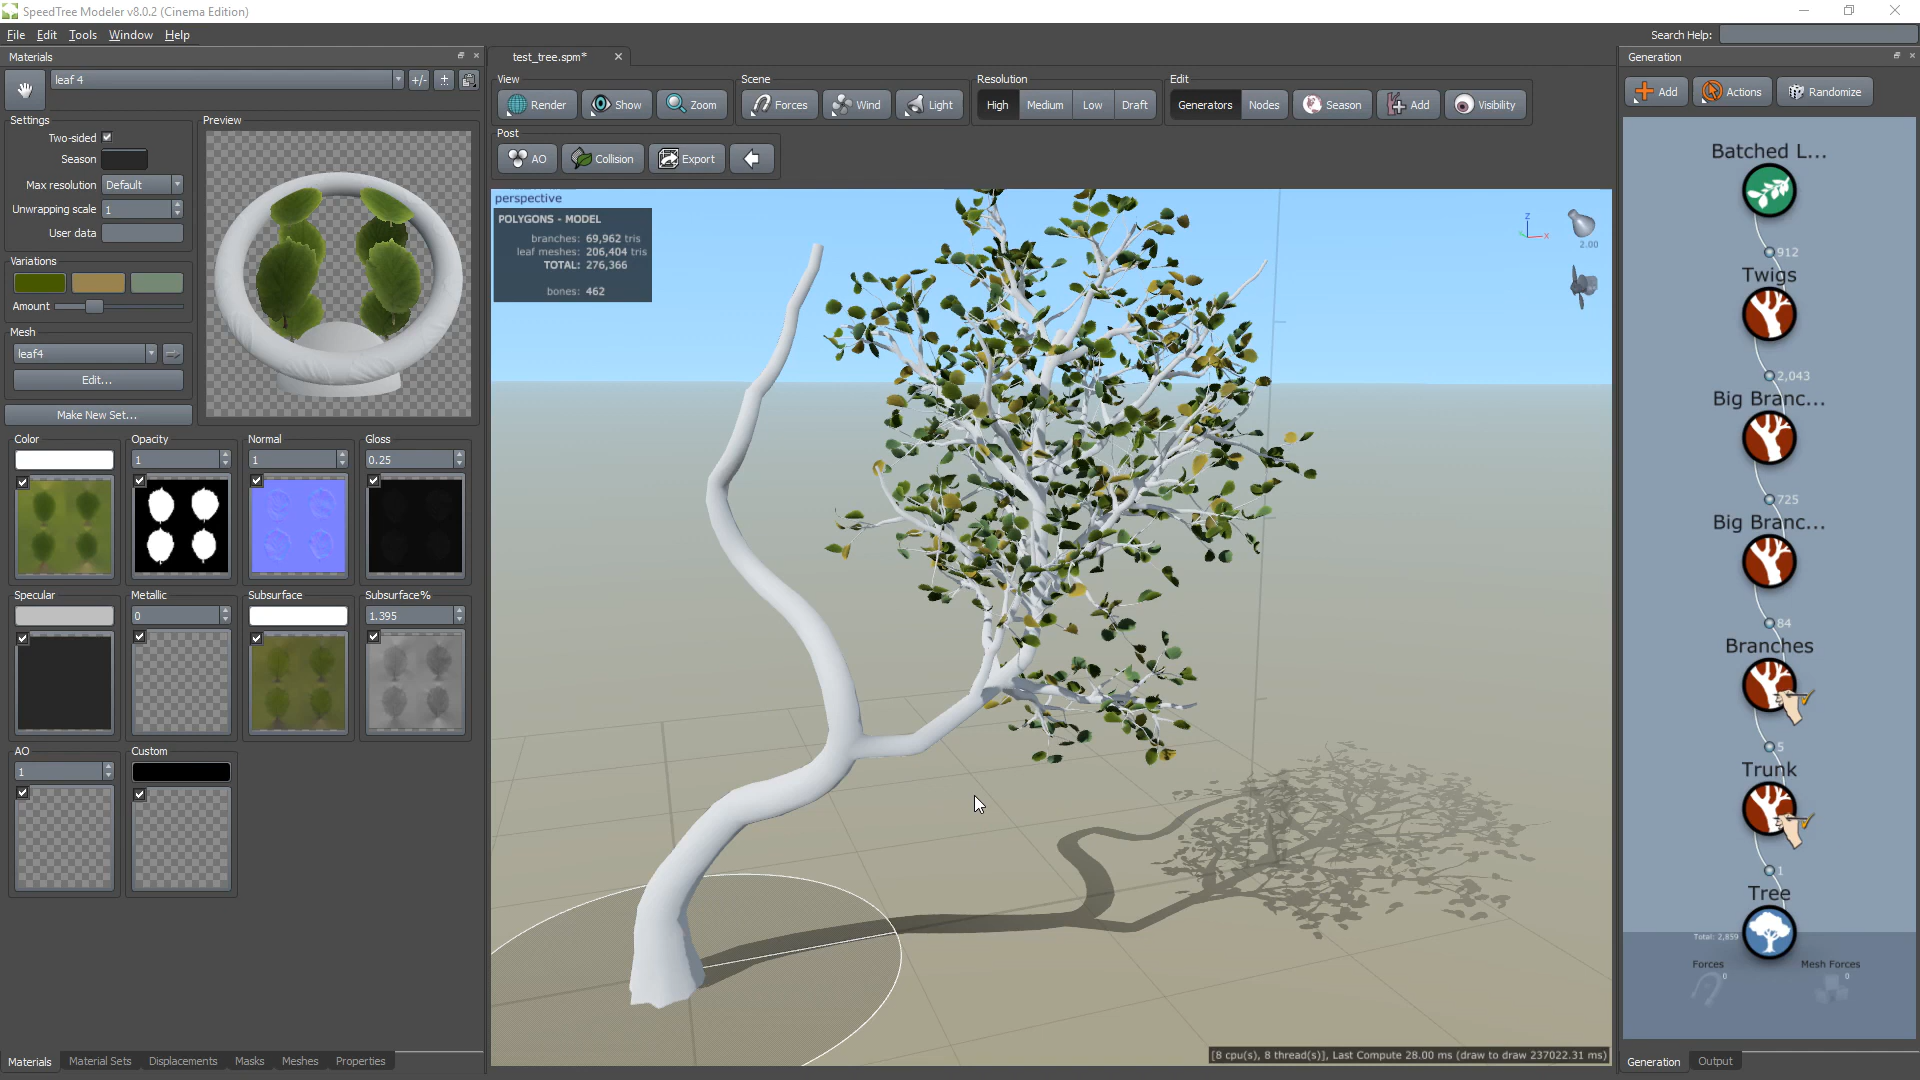 SpeedTree Modeler v8.0.2 (Cinema Edition)
File Edit Tools Window Help
Search Help:
Materials
leaf 4
+/-
Settings
Two-sided
Season
Max resolution Default
Unwrapping scale 1
User data
Variations
Amount
Mesh
leaf4
Edit...
Make New Set...
Preview
Color
Opacity
1
Normal
1
Gloss
0.25
Specular
Metallic
0
Subsurface
Subsurface%
1.395
AO
1
Custom
Materials Material Sets Displacements Masks Meshes Properties
test_tree.spm*
View
Render Show Zoom
Scene
Forces Wind Light
Resolution
High Medium Low Draft
Edit
Generators Nodes Season Add Visibility
Post
AO Collision Export
perspective
POLYGONS - MODEL
branches: 69,962 tris
leaf meshes: 206,404 tris
TOTAL: 276,366
bones: 462
Z
X
2.00
[8 cpu(s), 8 thread(s)], Last Compute 28.00 ms (draw to draw 237022.31 ms)
Generation
Add Actions Randomize
Batched L...
912
Twigs
2,043
Big Branc...
725
Big Branc...
84
Branches
5
Trunk
1
Tree
Total: 2,859
Forces
0
Mesh Forces
0
Generation Output